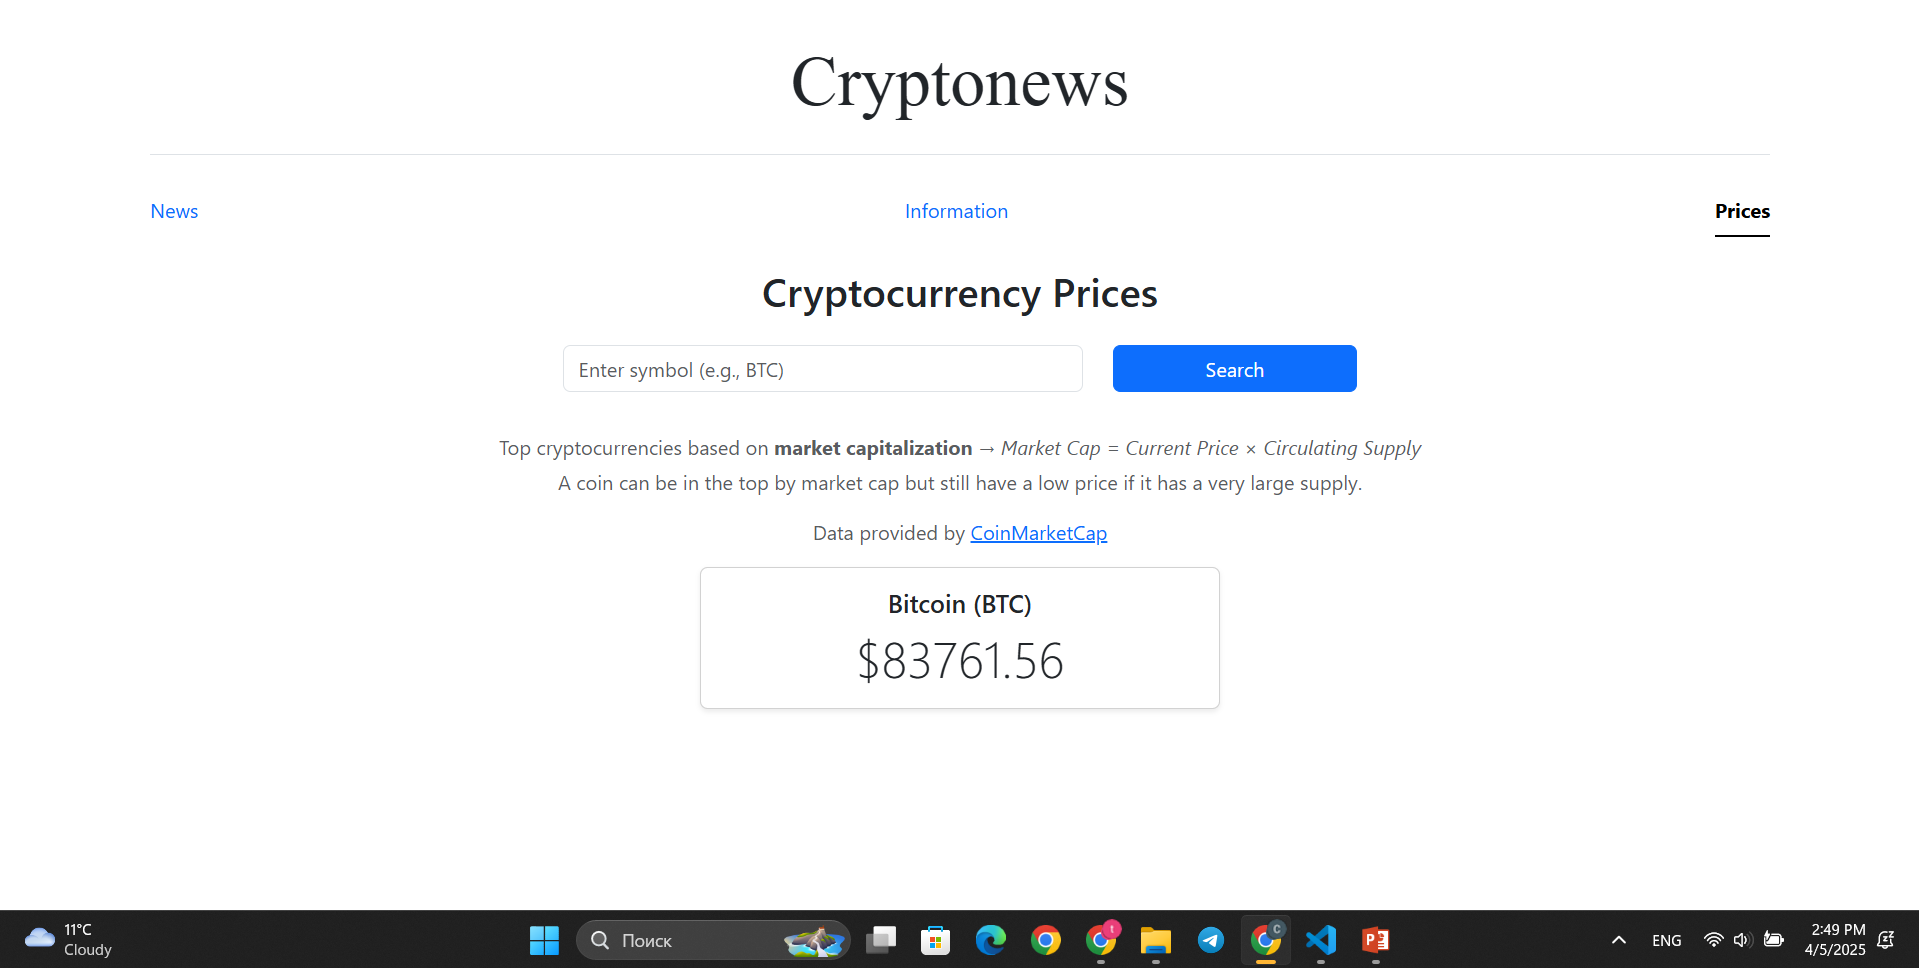 Cryptonews
News Information Prices
Cryptocurrency Prices
Enter symbol (e.g., BTC) Search
Top cryptocurrencies based on market capitalization → Market Cap = Current Price × Circulating Supply
A coin can be in the top by market cap but still have a low price if it has a very large supply.
Data provided by CoinMarketCap
Bitcoin (BTC)
$83761.56
11°C
Cloudy
Поиск
t
C
P
ENG
2:49 PM
4/5/2025